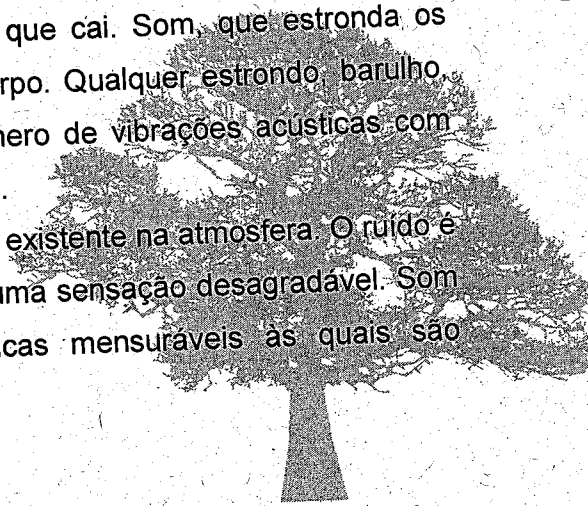 que cai. Som, que estronda os
rpo. Qualquer estrondo, barulho,
nero de vibrações acústicas com
.
existente na atmosfera. O ruído é
uma sensação desagradável. Som
cas mensuráveis às quais são